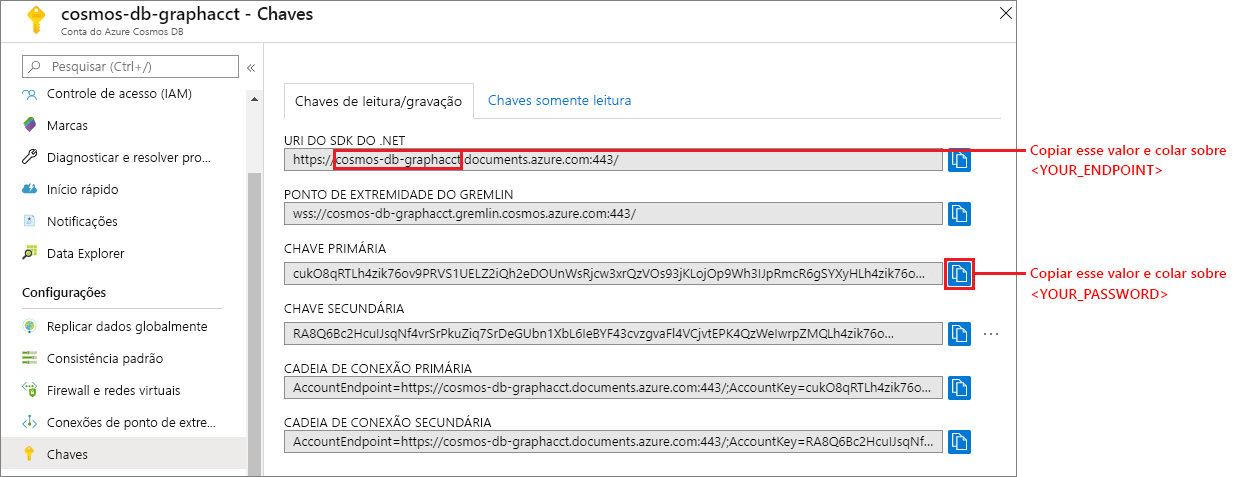 cosmos-db-graphacct - Chaves
Conta do Azure Cosmos DB
Pesquisar (Ctrl+/)
Controle de acesso (IAM)
Marcas
Diagnosticar e resolver pro...
Início rápido
Notificações
Data Explorer
Configurações
Replicar dados globalmente
Consistência padrão
Firewall e redes virtuais
Conexões de ponto de extre...
Chaves
Chaves de leitura/gravação
Chaves somente leitura
URI DO SDK DO .NET
https://cosmos-db-graphacct.documents.azure.com:443/
PONTO DE EXTREMIDADE DO GREMLIN
wss://cosmos-db-graphacct.gremlin.cosmos.azure.com:443/
CHAVE PRIMÁRIA
cukO8qRTLh4zik76ov9PRVS1UELZ2iQh2eDOUnWsRjcw3xrQzVOs93jKLojOp9Wh3IJpRmcR6gSYXyHLh4zik76o...
CHAVE SECUNDÁRIA
RA8Q6Bc2HcuIJsqNf4vrSrPkuZiq7SrDeGUbn1XbL6IeBYF43cvzgvaFl4VCjvtEPK4QzWeIwrpZMQLh4zik76o...
CADEIA DE CONEXÃO PRIMÁRIA
AccountEndpoint=https://cosmos-db-graphacct.documents.azure.com:443/;AccountKey=cukO8qRTLh4zik76o...
CADEIA DE CONEXÃO SECUNDÁRIA
AccountEndpoint=https://cosmos-db-graphacct.documents.azure.com:443/;AccountKey=RA8Q6Bc2HcuIJsqNf...
Copiar esse valor e colar sobre
<YOUR_ENDPOINT>
Copiar esse valor e colar sobre
<YOUR_PASSWORD>